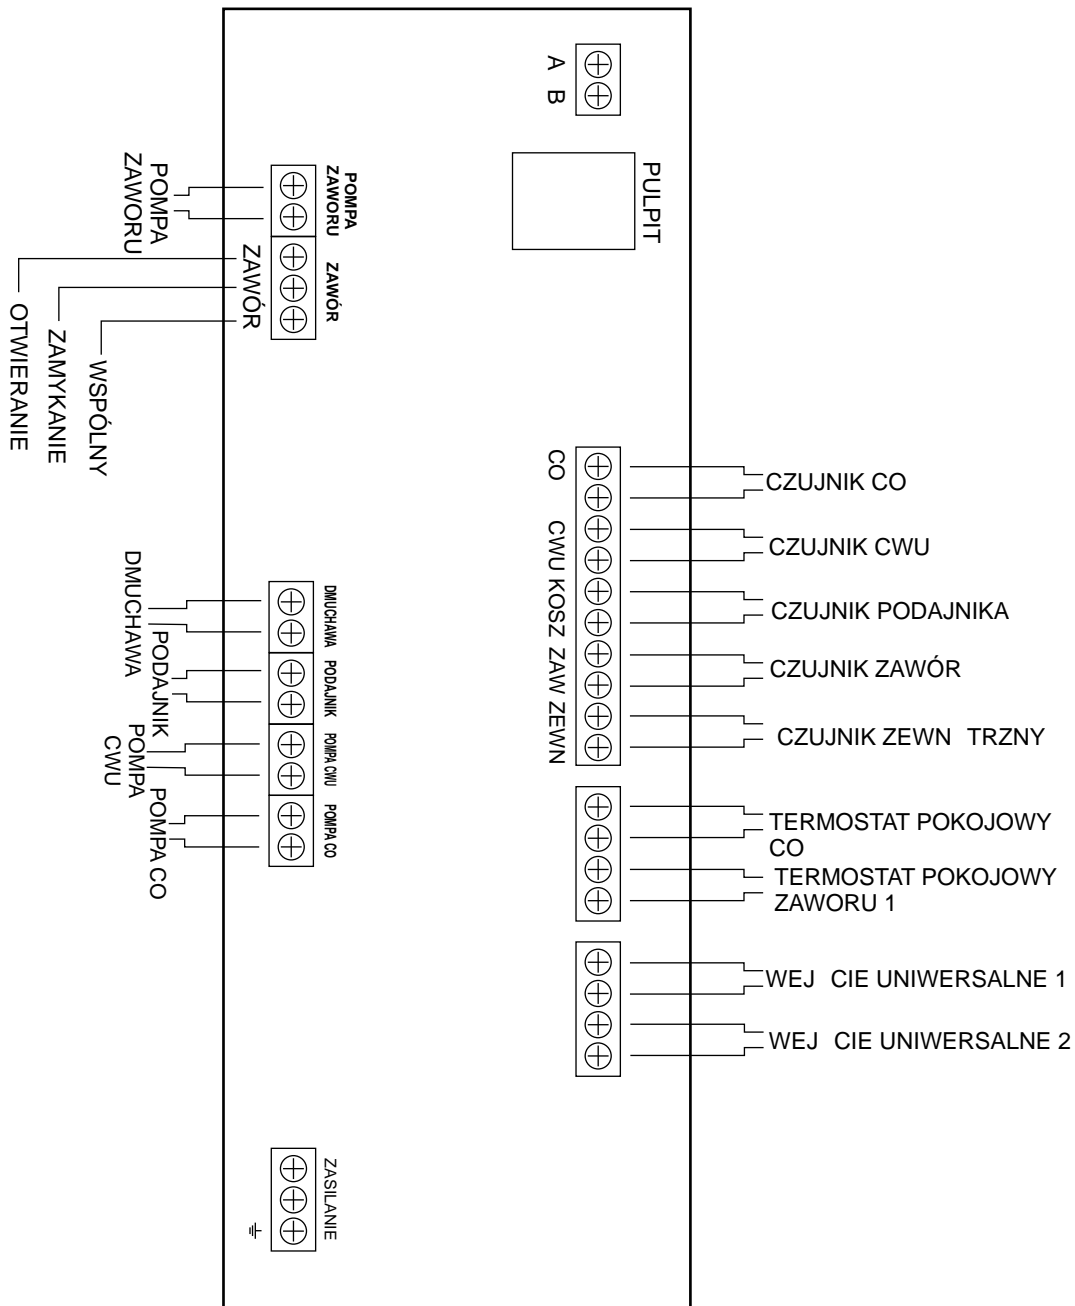 A
B
PULPIT
POMPA
ZAWORU
POMPA
ZAWORU
ZAWÓR
ZAWÓR
OTWIERANIE
ZAMYKANIE
WSPÓLNY
CO
CWU KOSZ ZAW ZEWN
CZUJNIK CO
CZUJNIK CWU
CZUJNIK PODAJNIKA
CZUJNIK ZAWÓR
CZUJNIK ZEWN TRZNY
DMUCHAWA
PODAJNIK
POMPA
CWU
POMPA CO
DMUCHAWA
PODAJNIK
POMPA CWU
POMPA CO
TERMOSTAT POKOJOWY
CO
TERMOSTAT POKOJOWY
ZAWORU 1
WEJ CIE UNIWERSALNE 1
WEJ CIE UNIWERSALNE 2
ZASILANIE